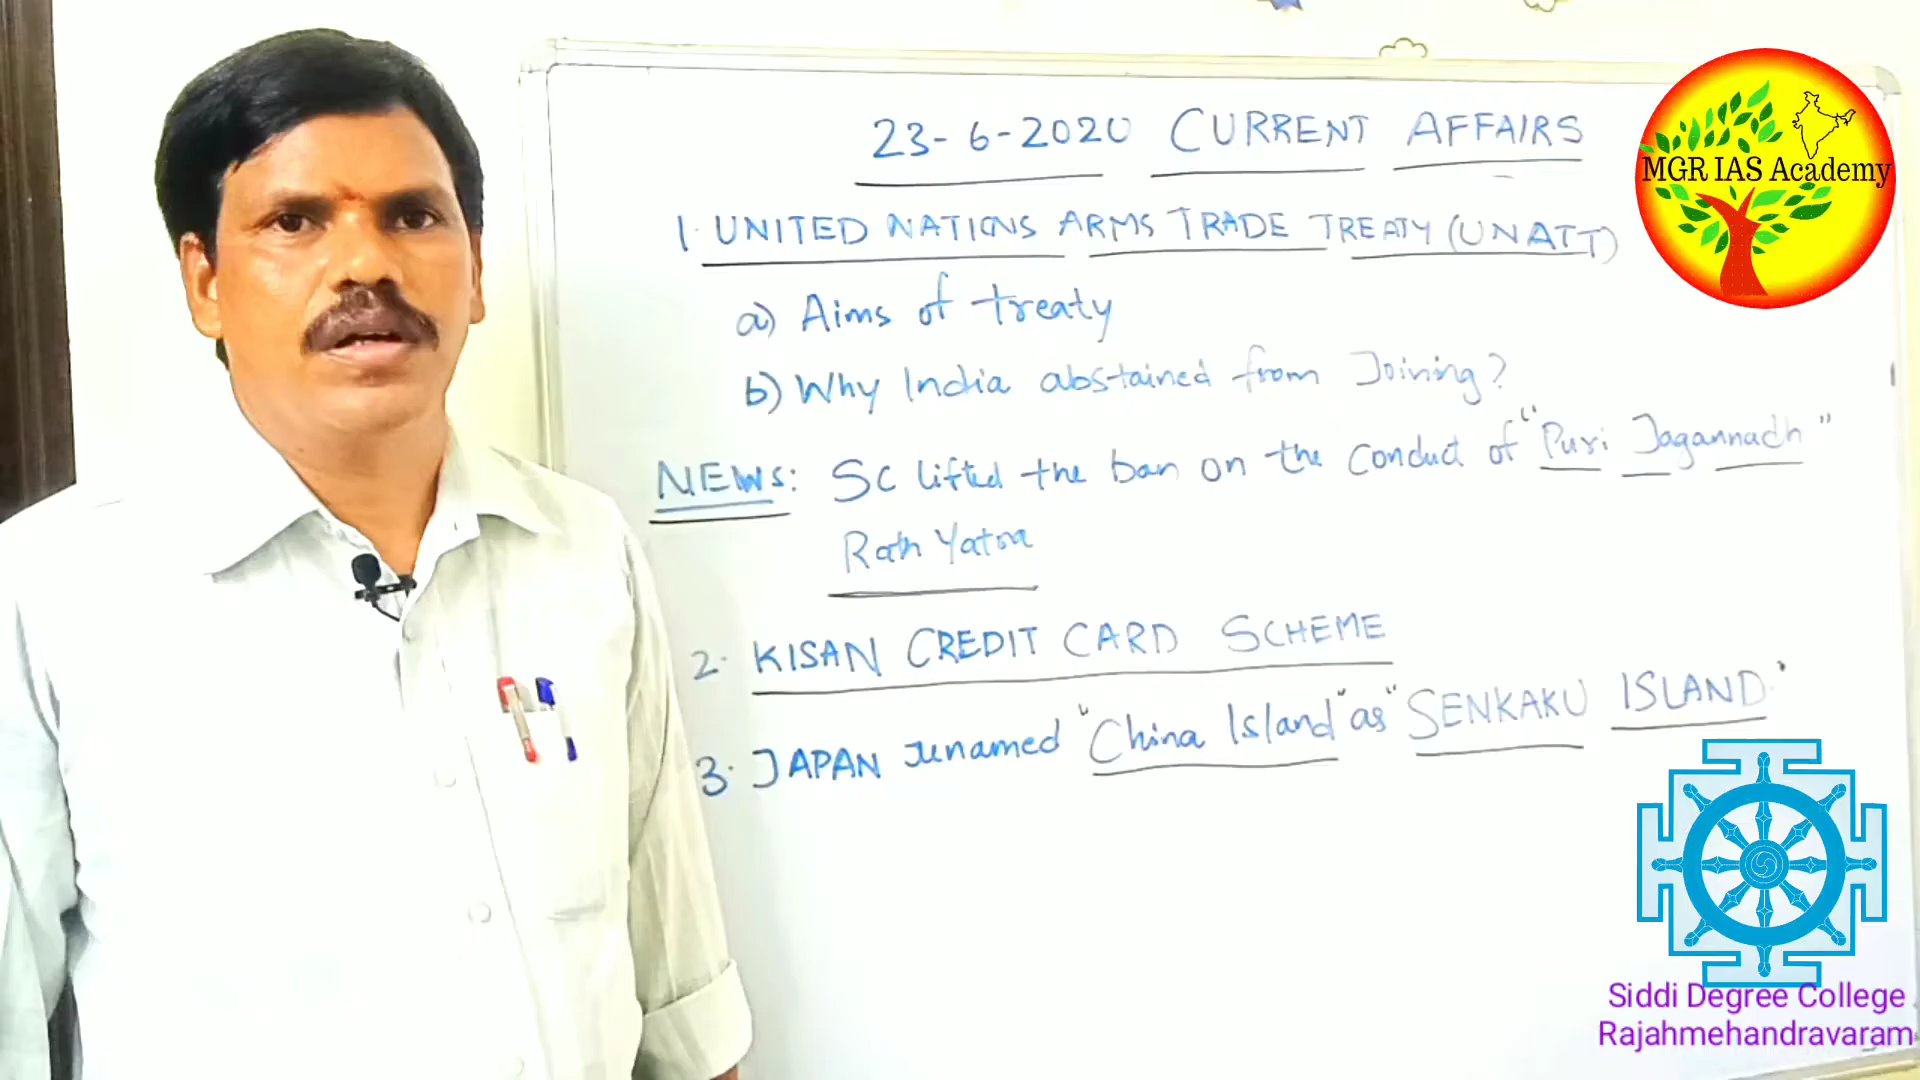 23-6-2020 CURRENT AFFAIRS
1. UNITED NATIONS ARMS TRADE TREATY (UNATT)
a) Aims of treaty
b) Why India abstained from Joining?
NEWS: SC lifted the ban on the conduct of "Puri Jagannadh"
Rath Yatra
2. KISAN CREDIT CARD SCHEME
3. JAPAN renamed "China Island" as "SENKAKU ISLAND."
MGR IAS Academy
Siddi Degree College
Rajahmehandravaram